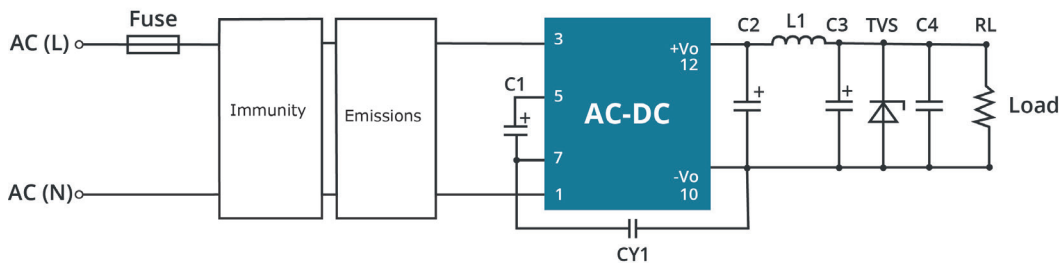 Fuse
AC (L)
AC (N)
Immunity
Emissions
C1
+
3
5
7
1
AC-DC
+Vo
12
-Vo
10
CY1
C2
L1
C3
TVS
C4
RL
+
+
Load